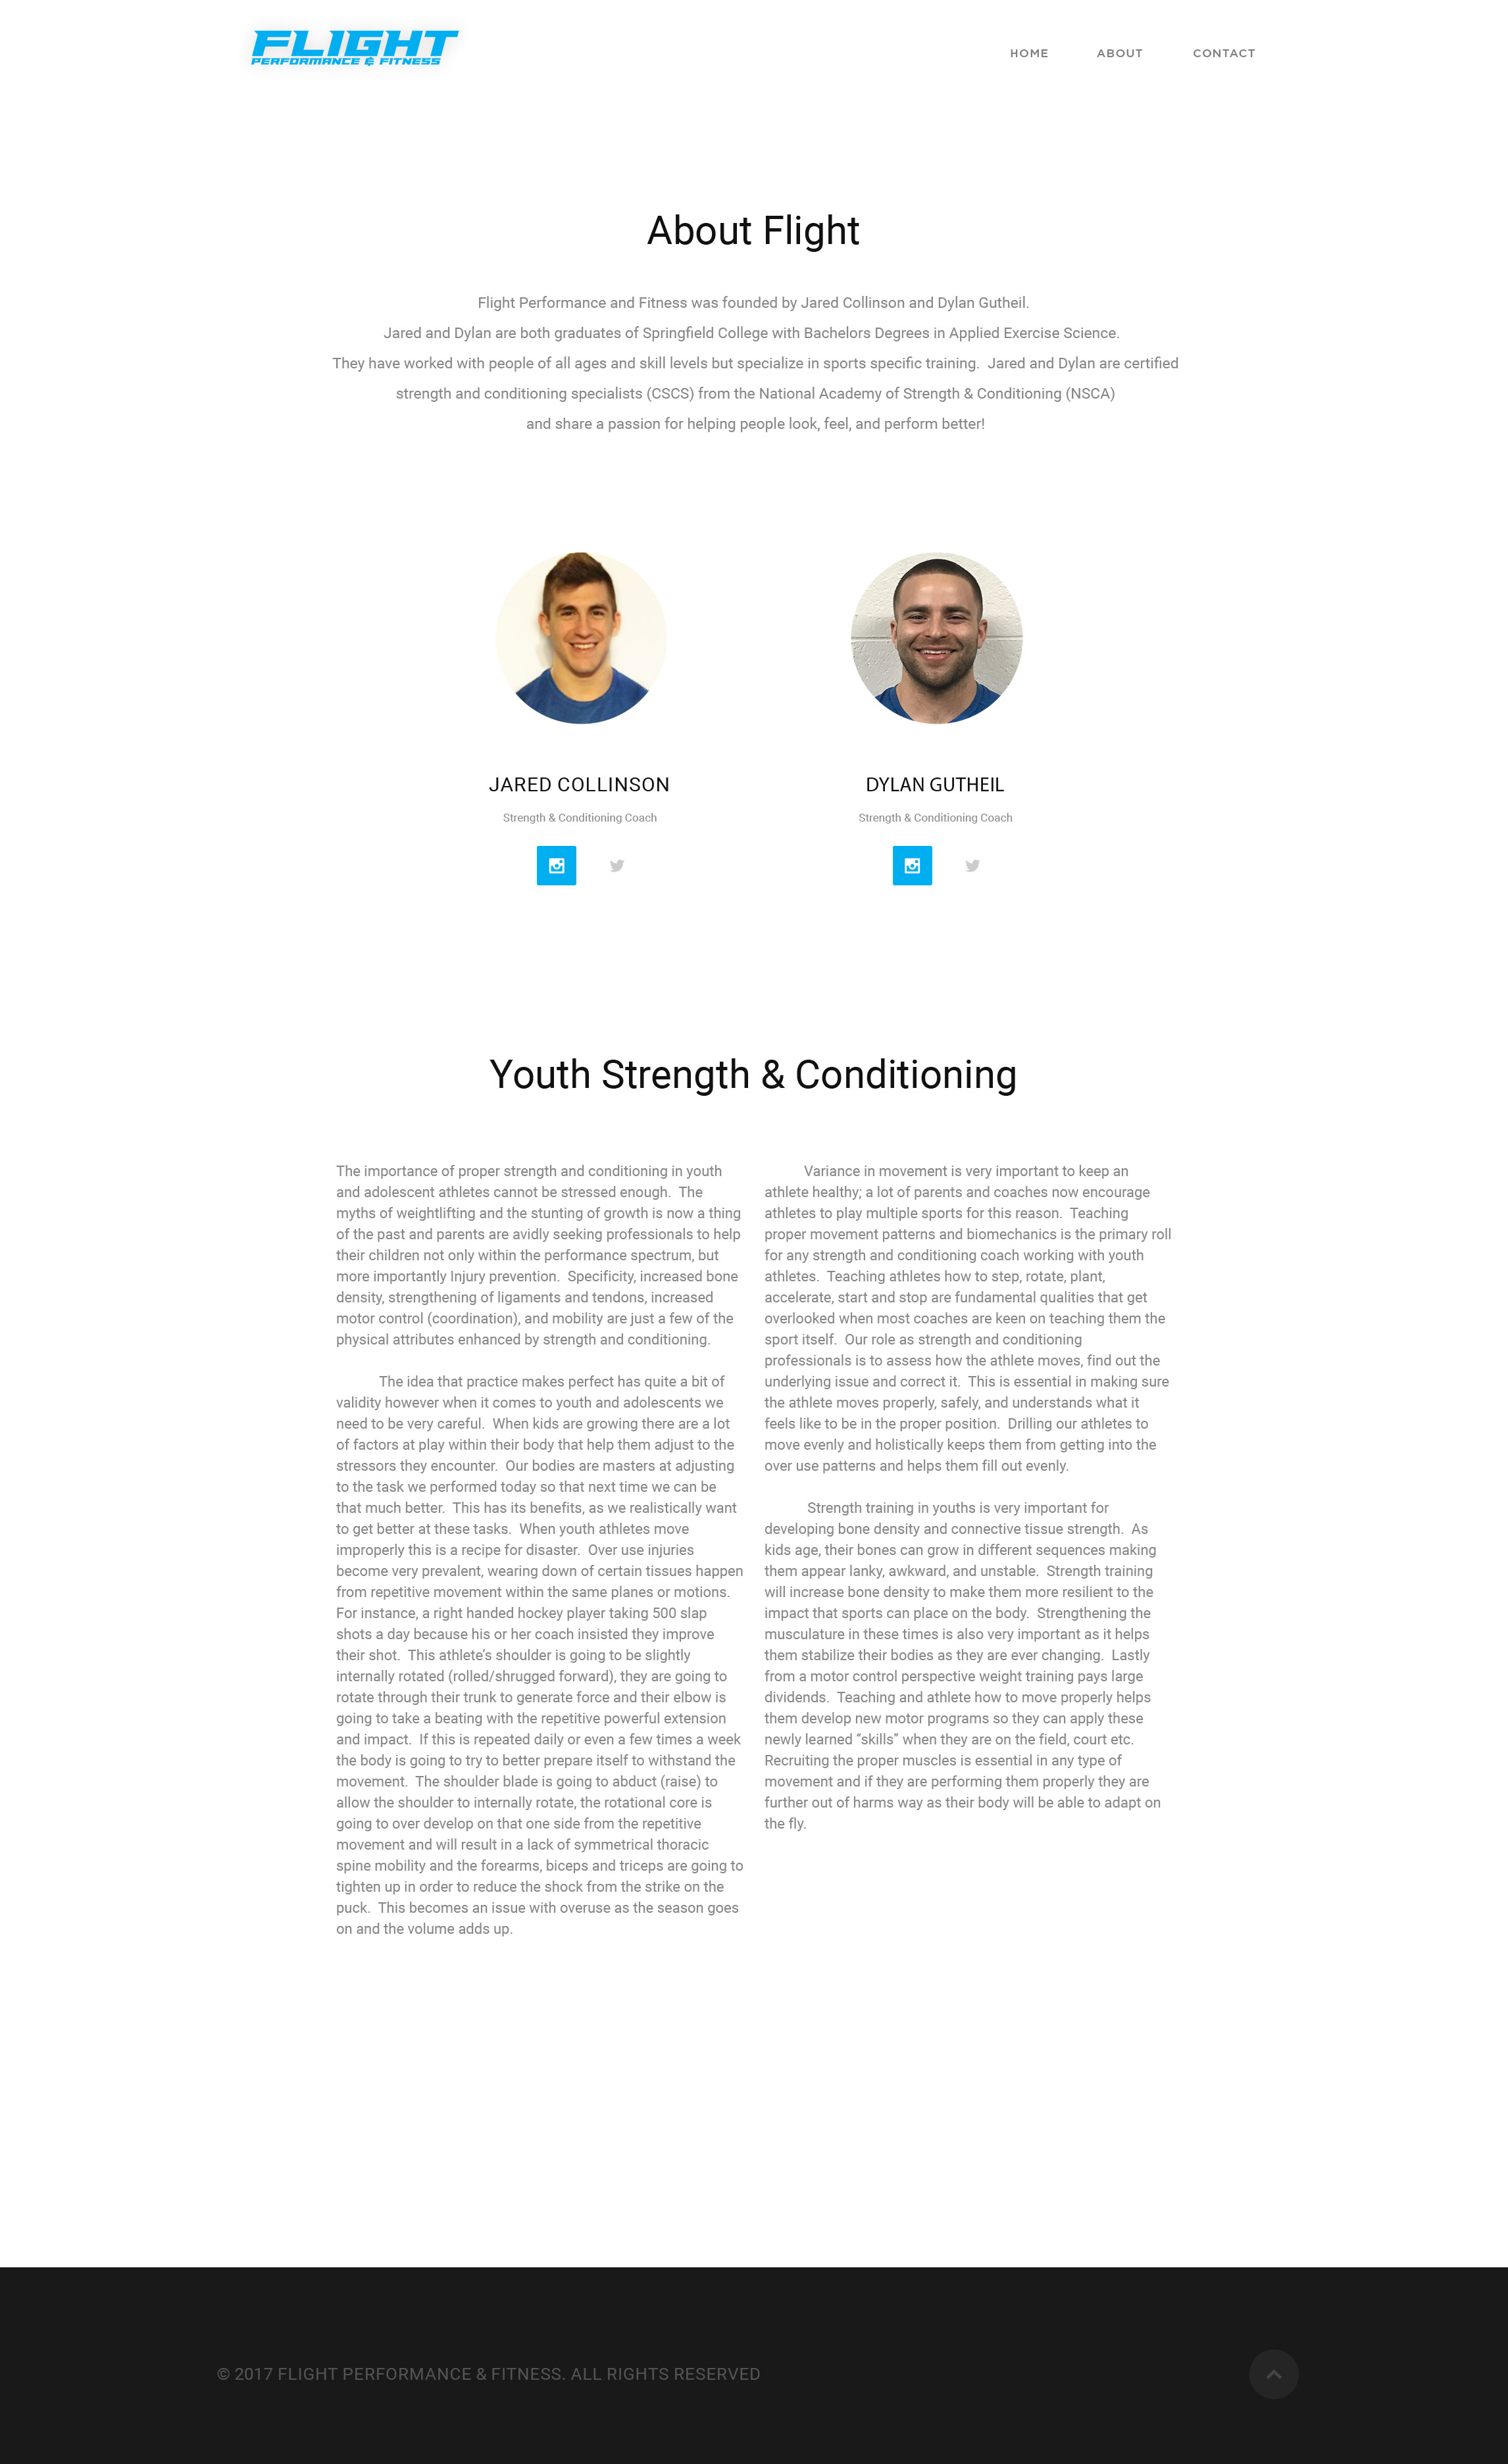 FLIGHT
PERFORMANCE & FITNESS
HOME ABOUT CONTACT
About Flight
Flight Performance and Fitness was founded by Jared Collinson and Dylan Gutheil.
Jared and Dylan are both graduates of Springfield College with Bachelors Degrees in Applied Exercise Science.
They have worked with people of all ages and skill levels but specialize in sports specific training.  Jared and Dylan are certified
strength and conditioning specialists (CSCS) from the National Academy of Strength & Conditioning (NSCA)
and share a passion for helping people look, feel, and perform better!
JARED COLLINSON
Strength & Conditioning Coach
DYLAN GUTHEIL
Strength & Conditioning Coach
Youth Strength & Conditioning
The importance of proper strength and conditioning in youth
and adolescent athletes cannot be stressed enough.  The
myths of weightlifting and the stunting of growth is now a thing
of the past and parents are avidly seeking professionals to help
their children not only within the performance spectrum, but
more importantly Injury prevention.  Specificity, increased bone
density, strengthening of ligaments and tendons, increased
motor control (coordination), and mobility are just a few of the
physical attributes enhanced by strength and conditioning.
The idea that practice makes perfect has quite a bit of
validity however when it comes to youth and adolescents we
need to be very careful.  When kids are growing there are a lot
of factors at play within their body that help them adjust to the
stressors they encounter.  Our bodies are masters at adjusting
to the task we performed today so that next time we can be
that much better.  This has its benefits, as we realistically want
to get better at these tasks.  When youth athletes move
improperly this is a recipe for disaster.  Over use injuries
become very prevalent, wearing down of certain tissues happen
from repetitive movement within the same planes or motions.
For instance, a right handed hockey player taking 500 slap
shots a day because his or her coach insisted they improve
their shot.  This athlete’s shoulder is going to be slightly
internally rotated (rolled/shrugged forward), they are going to
rotate through their trunk to generate force and their elbow is
going to take a beating with the repetitive powerful extension
and impact.  If this is repeated daily or even a few times a week
the body is going to try to better prepare itself to withstand the
movement.  The shoulder blade is going to abduct (raise) to
allow the shoulder to internally rotate, the rotational core is
going to over develop on that one side from the repetitive
movement and will result in a lack of symmetrical thoracic
spine mobility and the forearms, biceps and triceps are going to
tighten up in order to reduce the shock from the strike on the
puck.  This becomes an issue with overuse as the season goes
on and the volume adds up.
Variance in movement is very important to keep an
athlete healthy; a lot of parents and coaches now encourage
athletes to play multiple sports for this reason.  Teaching
proper movement patterns and biomechanics is the primary roll
for any strength and conditioning coach working with youth
athletes.  Teaching athletes how to step, rotate, plant,
accelerate, start and stop are fundamental qualities that get
overlooked when most coaches are keen on teaching them the
sport itself.  Our role as strength and conditioning
professionals is to assess how the athlete moves, find out the
underlying issue and correct it.  This is essential in making sure
the athlete moves properly, safely, and understands what it
feels like to be in the proper position.  Drilling our athletes to
move evenly and holistically keeps them from getting into the
over use patterns and helps them fill out evenly.
Strength training in youths is very important for
developing bone density and connective tissue strength.  As
kids age, their bones can grow in different sequences making
them appear lanky, awkward, and unstable.  Strength training
will increase bone density to make them more resilient to the
impact that sports can place on the body.  Strengthening the
musculature in these times is also very important as it helps
them stabilize their bodies as they are ever changing.  Lastly
from a motor control perspective weight training pays large
dividends.  Teaching and athlete how to move properly helps
them develop new motor programs so they can apply these
newly learned “skills” when they are on the field, court etc.
Recruiting the proper muscles is essential in any type of
movement and if they are performing them properly they are
further out of harms way as their body will be able to adapt on
the fly.
© 2017 FLIGHT PERFORMANCE & FITNESS. ALL RIGHTS RESERVED